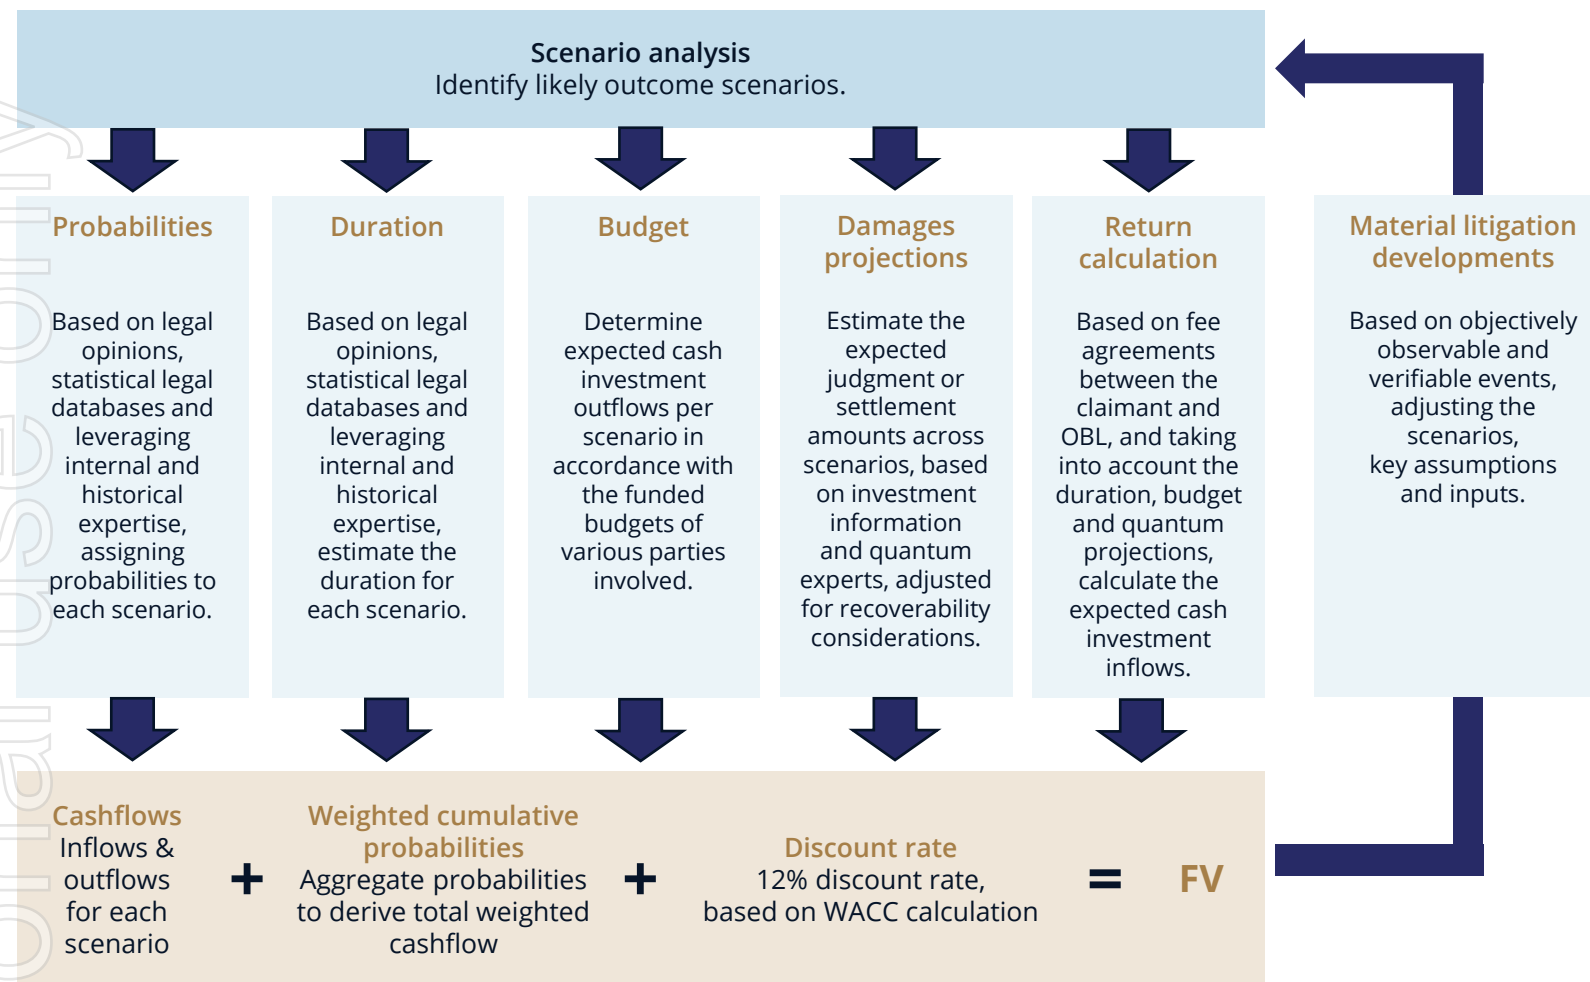 Scenario analysis
Identify likely outcome scenarios.
Probabilities
Based on legal
opinions,
statistical legal
databases and
leveraging
internal and
historical
expertise,
assigning
probabilities to
each scenario.
Duration
Based on legal
opinions,
statistical legal
databases and
leveraging
internal and
historical
expertise,
estimate the
duration for
each scenario.
Budget
Determine
expected cash
investment
outflows per
scenario in
accordance with
the funded
budgets of
various parties
involved.
Damages
projections
Estimate the
expected
judgment or
settlement
amounts across
scenarios, based
on investment
information
and quantum
experts, adjusted
for recoverability
considerations.
Return
calculation
Based on fee
agreements
between the
claimant and
OBL, and taking
into account the
duration, budget
and quantum
projections,
calculate the
expected cash
investment
inflows.
Material litigation
developments
Based on objectively
observable and
verifiable events,
adjusting the
scenarios,
key assumptions
and inputs.
Cashflows
Inflows &
outflows
for each
scenario
+
Weighted cumulative
probabilities
Aggregate probabilities
to derive total weighted
cashflow
+
Discount rate
12% discount rate,
based on WACC calculation
=
FV
use only